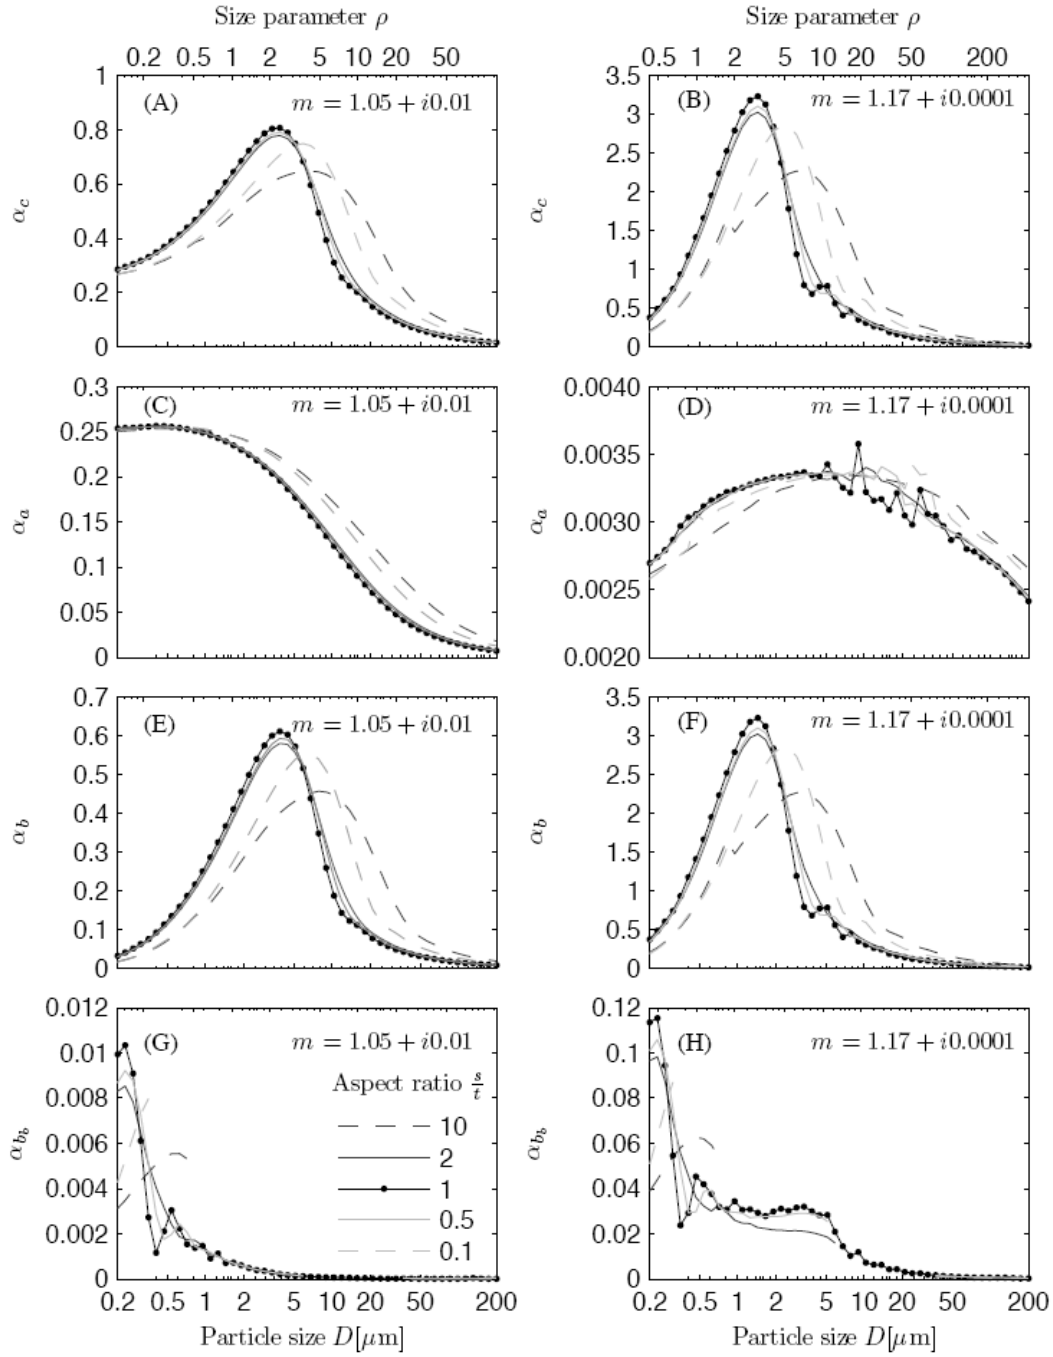 Size parameter ρ
Size parameter ρ
0.2 0.5 1 2 5 10 20 50
0.5 1 2 5 10 20 50 200
(A) m = 1.05 + i0.01
1
0.8
0.6
0.4
0.2
0
α_c
(B) m = 1.17 + i0.0001
3.5
3
2.5
2
1.5
1
0.5
0
α_c
(C) m = 1.05 + i0.01
0.3
0.25
0.2
0.15
0.1
0.05
0
α_a
(D) m = 1.17 + i0.0001
0.0040
0.0035
0.0030
0.0025
0.0020
α_a
(E) m = 1.05 + i0.01
0.7
0.6
0.5
0.4
0.3
0.2
0.1
0
α_b
(F) m = 1.17 + i0.0001
3.5
3
2.5
2
1.5
1
0.5
0
α_b
(G) m = 1.05 + i0.01
0.012
0.01
0.008
0.006
0.004
0.002
0
α_{b_b}
Aspect ratio s/t
10
2
1
0.5
0.1
(H) m = 1.17 + i0.0001
0.12
0.1
0.08
0.06
0.04
0.02
0
α_{b_b}
0.2 0.5 1 2 5 10 20 50 200
0.2 0.5 1 2 5 10 20 50 200
Particle size D[μm]
Particle size D[μm]